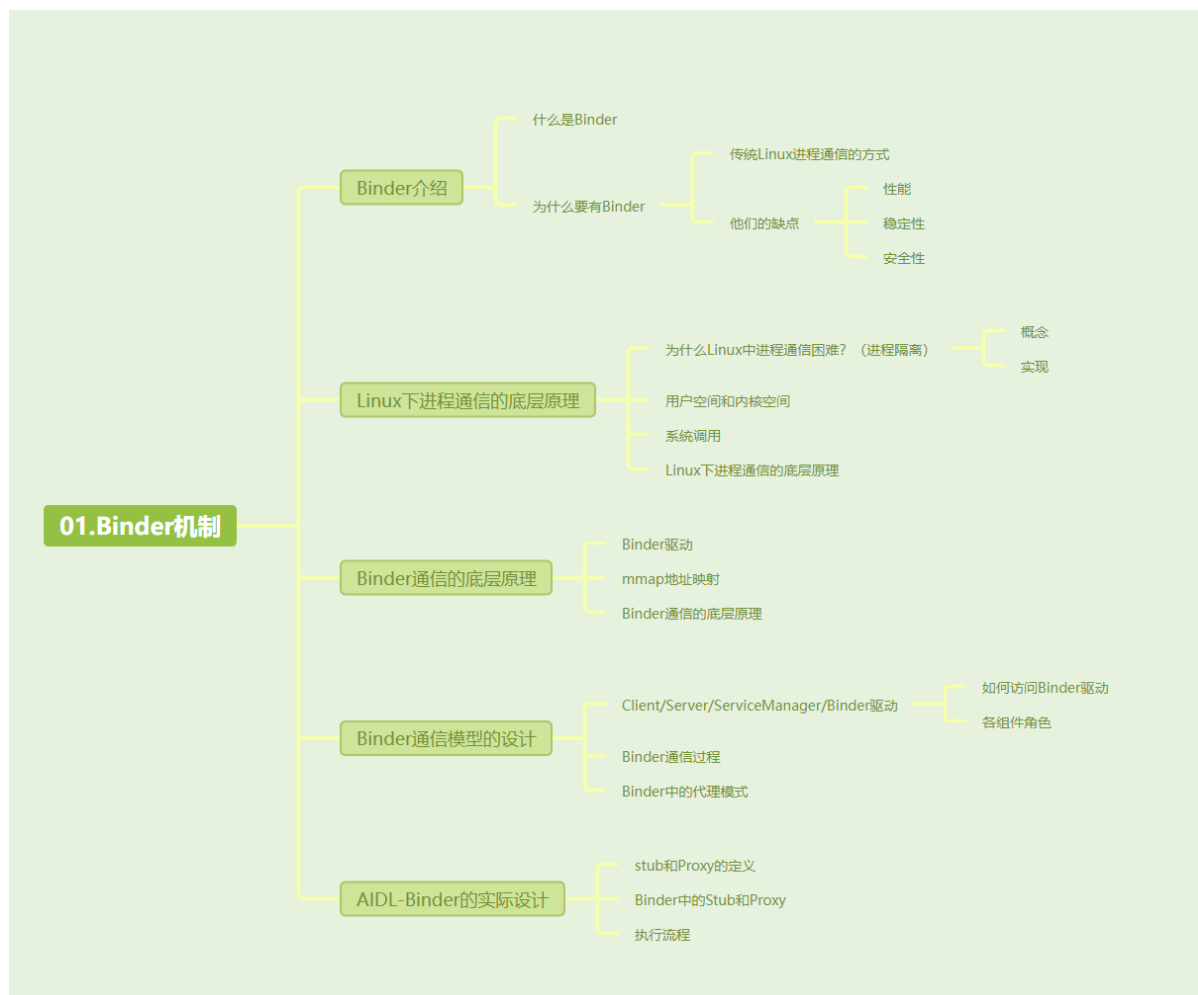 01.Binder机制
Binder介绍
什么是Binder
为什么要有Binder
传统Linux进程通信的方式
他们的缺点
性能
稳定性
安全性
Linux下进程通信的底层原理
为什么Linux中进程通信困难？（进程隔离）
概念
实现
用户空间和内核空间
系统调用
Linux下进程通信的底层原理
Binder通信的底层原理
Binder驱动
mmap地址映射
Binder通信的底层原理
Binder通信模型的设计
Client/Server/ServiceManager/Binder驱动
如何访问Binder驱动
各组件角色
Binder通信过程
Binder中的代理模式
AIDL-Binder的实际设计
stub和Proxy的定义
Binder中的Stub和Proxy
执行流程